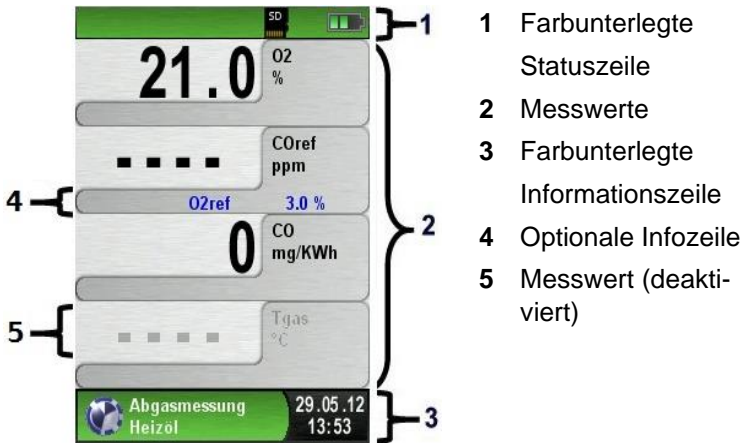 SD
1
21.0 O2
%
---- COref
ppm
4
O2ref 3.0 %
2
0 CO
mg/KWh
5
---- Tgas
°C
Abgasmessung 29.05.12
Heizöl 13:53
3
1 Farbunterlegte
Statuszeile
2 Messwerte
3 Farbunterlegte
Informationszeile
4 Optionale Infozeile
5 Messwert (deakti-
viert)